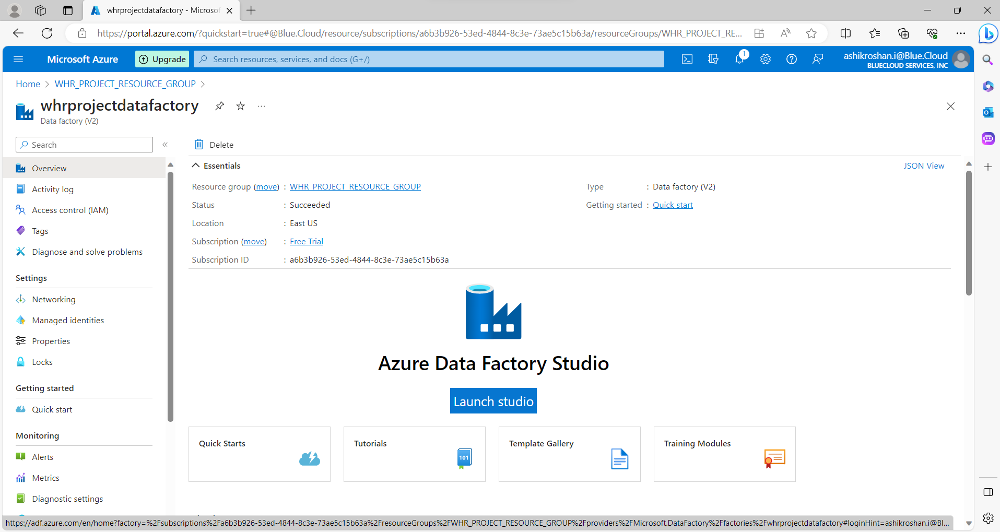 whrprojectdatafactory - Microsof
https://portal.azure.com/?quickstart=true#@Blue.Cloud/resource/subscriptions/a6b3b926-53ed-4844-8c3e-73ae5c15b63a/resourceGroups/WHR_PROJECT_RE...
Microsoft Azure
Upgrade
Search resources, services, and docs (G+/)
1
ashikroshan.i@Blue.Cloud
BLUECLOUD SERVICES, INC
Home > WHR_PROJECT_RESOURCE_GROUP >
whrprojectdatafactory
Data factory (V2)
Search
Delete
Overview
Activity log
Access control (IAM)
Tags
Diagnose and solve problems
Settings
Networking
Managed identities
Properties
Locks
Getting started
Quick start
Monitoring
Alerts
Metrics
Diagnostic settings
Essentials
JSON View
Resource group (move) : WHR_PROJECT_RESOURCE_GROUP
Status : Succeeded
Location : East US
Subscription (move) : Free Trial
Subscription ID : a6b3b926-53ed-4844-8c3e-73ae5c15b63a
Type : Data factory (V2)
Getting started : Quick start
Azure Data Factory Studio
Launch studio
Quick Starts
Tutorials
101
Template Gallery
Training Modules
https://adf.azure.com/en/home?factory=%2Fsubscriptions%2Fa6b3b926-53ed-4844-8c3e-73ae5c15b63a%2FresourceGroups%2FWHR_PROJECT_RESOURCE_GROUP%2Fproviders%2FMicrosoft.DataFactory%2Ffactories%2Fwhrprojectdatafactory#loginHint=ashikroshan.i@Bl...